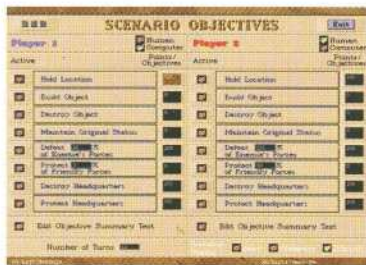 SCENARIO OBJECTIVES
Exit
Player 1
Human
Computer
Player 2
Human
Computer
Active
Points/
Objectives
Active
Points/
Objectives
Hold Location
Hold Location
Build Object
Build Object
Destroy Object
Destroy Object
Maintain Original Status
Maintain Original Status
Defeat %
of Enemie's Forces
Defeat %
of Enemie's Forces
Protect %
of Friendly Forces
Protect %
of Friendly Forces
Destroy Headquarters
Destroy Headquarters
Protect Headquarters
Protect Headquarters
Edit Objective Summary Text
Edit Objective Summary Text
Number of Turns